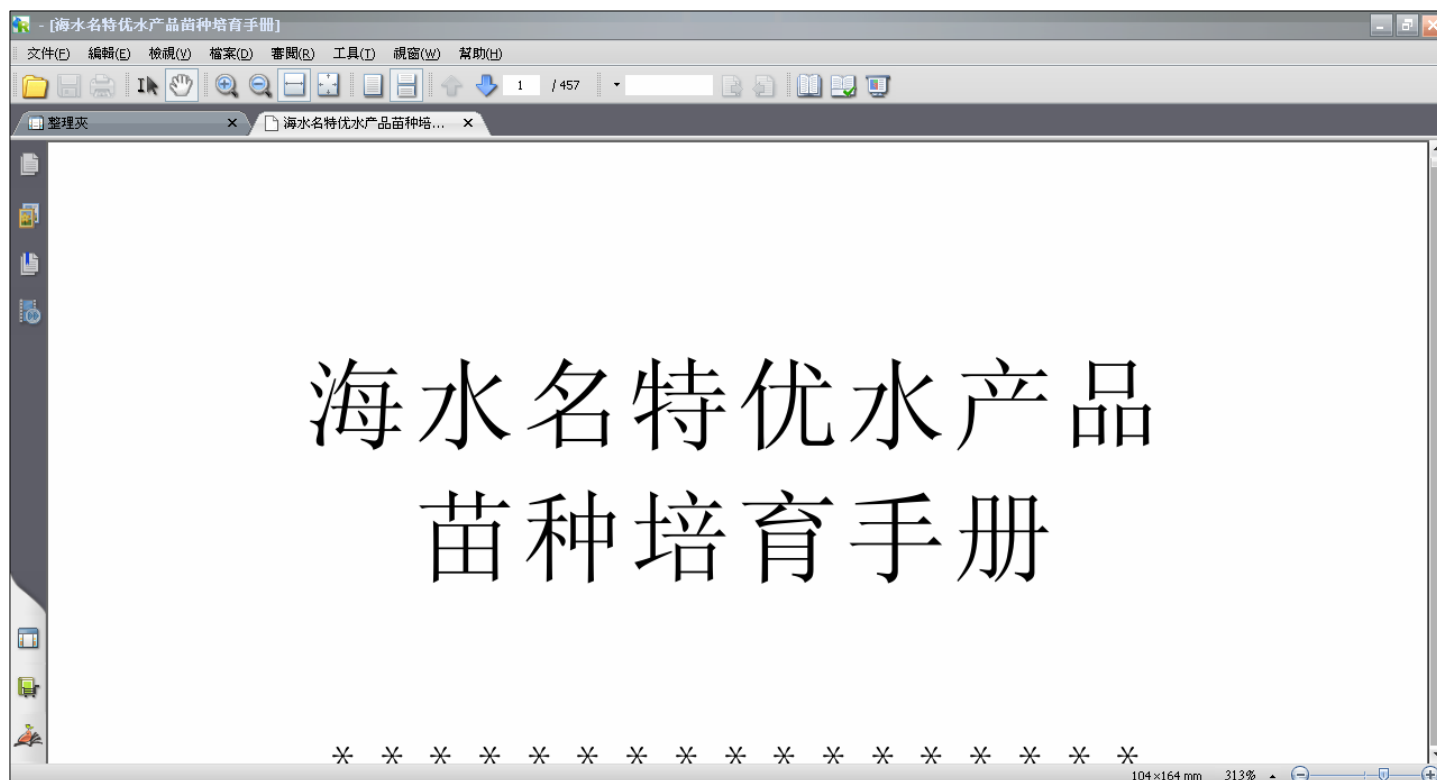 - [海水名特优水产品苗种培育手册]
文件(F) 編輯(E) 檢視(V) 檔案(D) 審閱(R) 工具(T) 視窗(W) 幫助(H)
1 / 457
整理夾 × 海水名特优水产品苗种培... ×
海水名特优水产品
苗种培育手册
* * * * * * * * * * * * * * * * *
104×164 mm 313%